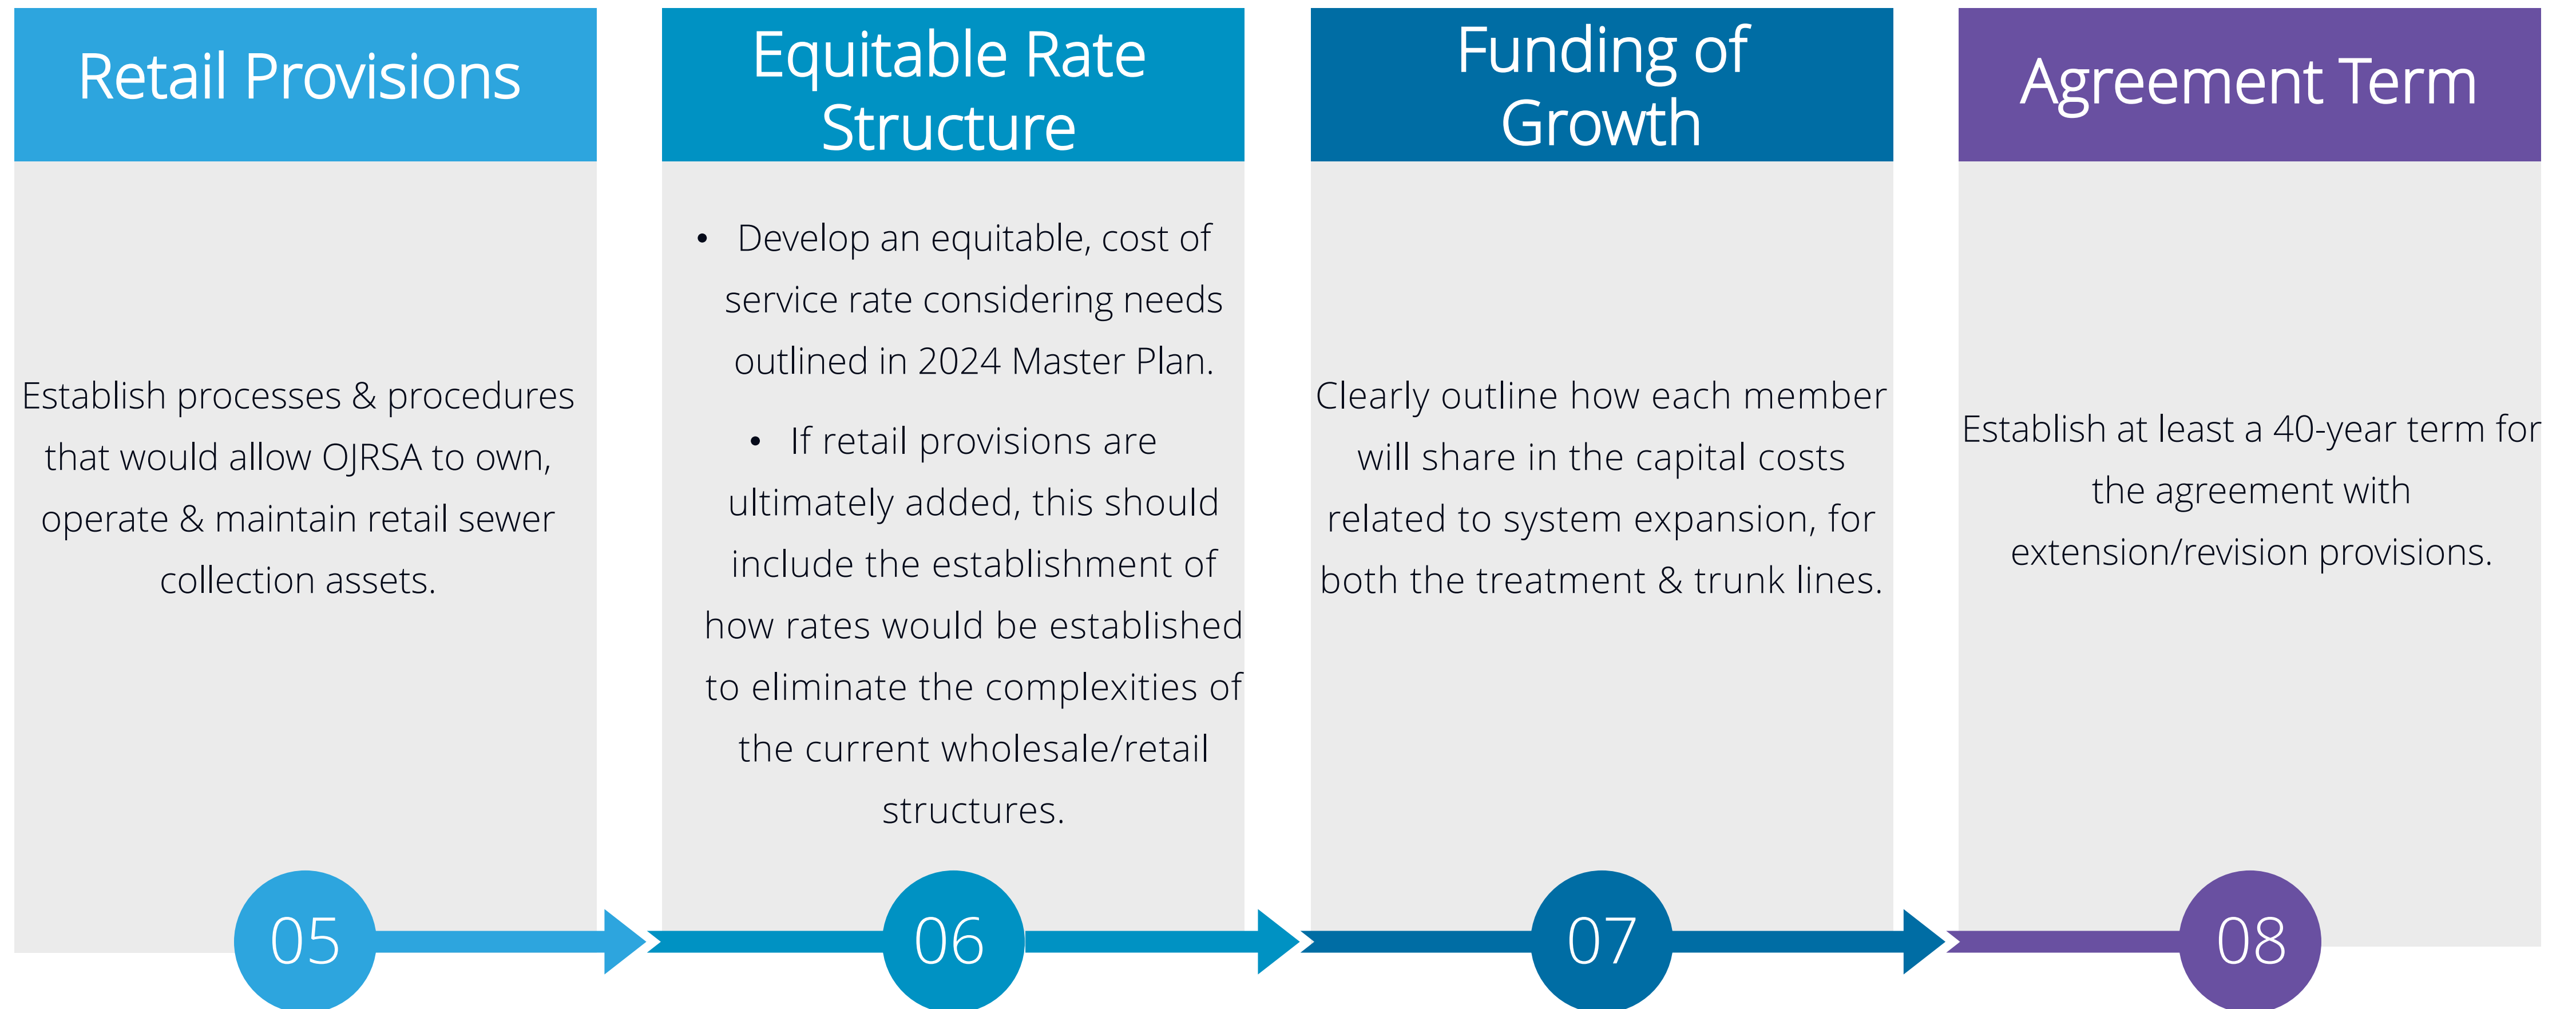 Retail Provisions
Establish processes & procedures
that would allow OJRSA to own,
operate & maintain retail sewer
collection assets.
05
Equitable Rate
Structure
• Develop an equitable, cost of
service rate considering needs
outlined in 2024 Master Plan.
• If retail provisions are
ultimately added, this should
include the establishment of
how rates would be established
to eliminate the complexities of
the current wholesale/retail
structures.
06
Funding of
Growth
Clearly outline how each member
will share in the capital costs
related to system expansion, for
both the treatment & trunk lines.
07
Agreement Term
Establish at least a 40-year term for
the agreement with
extension/revision provisions.
08